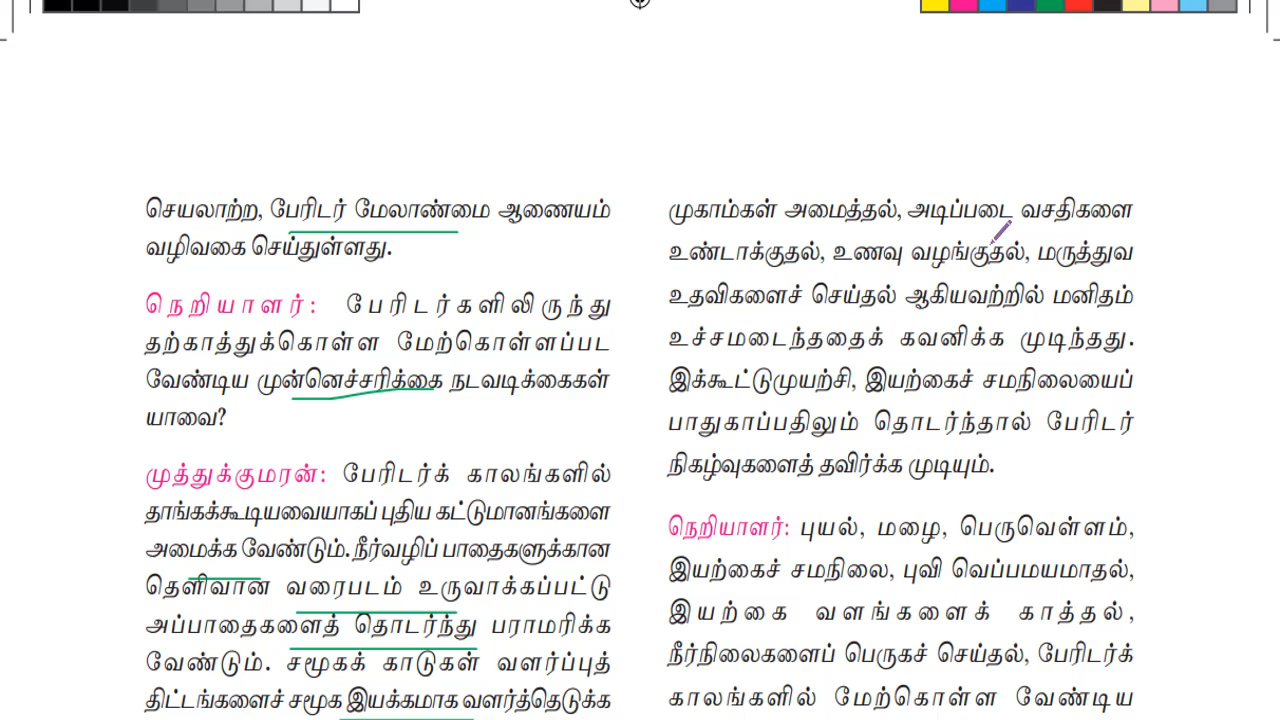 செயலாற்ற, பேரிடர் மேலாண்மை ஆணையம்
வழிவகை செய்துள்ளது.
நெறியாளர்: பேரிடர்களிலிருந்து
தற்காத்துக்கொள்ள மேற்கொள்ளப்பட
வேண்டிய முன்னெச்சரிக்கை நடவடிக்கைகள்
யாவை?
முத்துக்குமரன்: பேரிடர்க் காலங்களில்
தாங்கக்கூடியவையாகப் புதிய கட்டுமானங்களை
அமைக்க வேண்டும். நீர்வழிப் பாதைகளுக்கான
தெளிவான வரைபடம் உருவாக்கப்பட்டு
அப்பாதைகளைத் தொடர்ந்து பராமரிக்க
வேண்டும். சமூகக் காடுகள் வளர்ப்புத்
திட்டங்களைச் சமூக இயக்கமாக வளர்த்தெடுக்க
முகாம்கள் அமைத்தல், அடிப்படை வசதிகளை
உண்டாக்குதல், உணவு வழங்குதல், மருத்துவ
உதவிகளைச் செய்தல் ஆகியவற்றில் மனிதம்
உச்சமடைந்ததைக் கவனிக்க முடிந்தது.
இக்கூட்டுமுயற்சி, இயற்கைச் சமநிலையைப்
பாதுகாப்பதிலும் தொடர்ந்தால் பேரிடர்
நிகழ்வுகளைத் தவிர்க்க முடியும்.
நெறியாளர்: புயல், மழை, பெருவெள்ளம்,
இயற்கைச் சமநிலை, புவி வெப்பமயமாதல்,
இயற்கை வளங்களைக் காத்தல்,
நீர்நிலைகளைப் பெருகச் செய்தல், பேரிடர்க்
காலங்களில் மேற்கொள்ள வேண்டிய